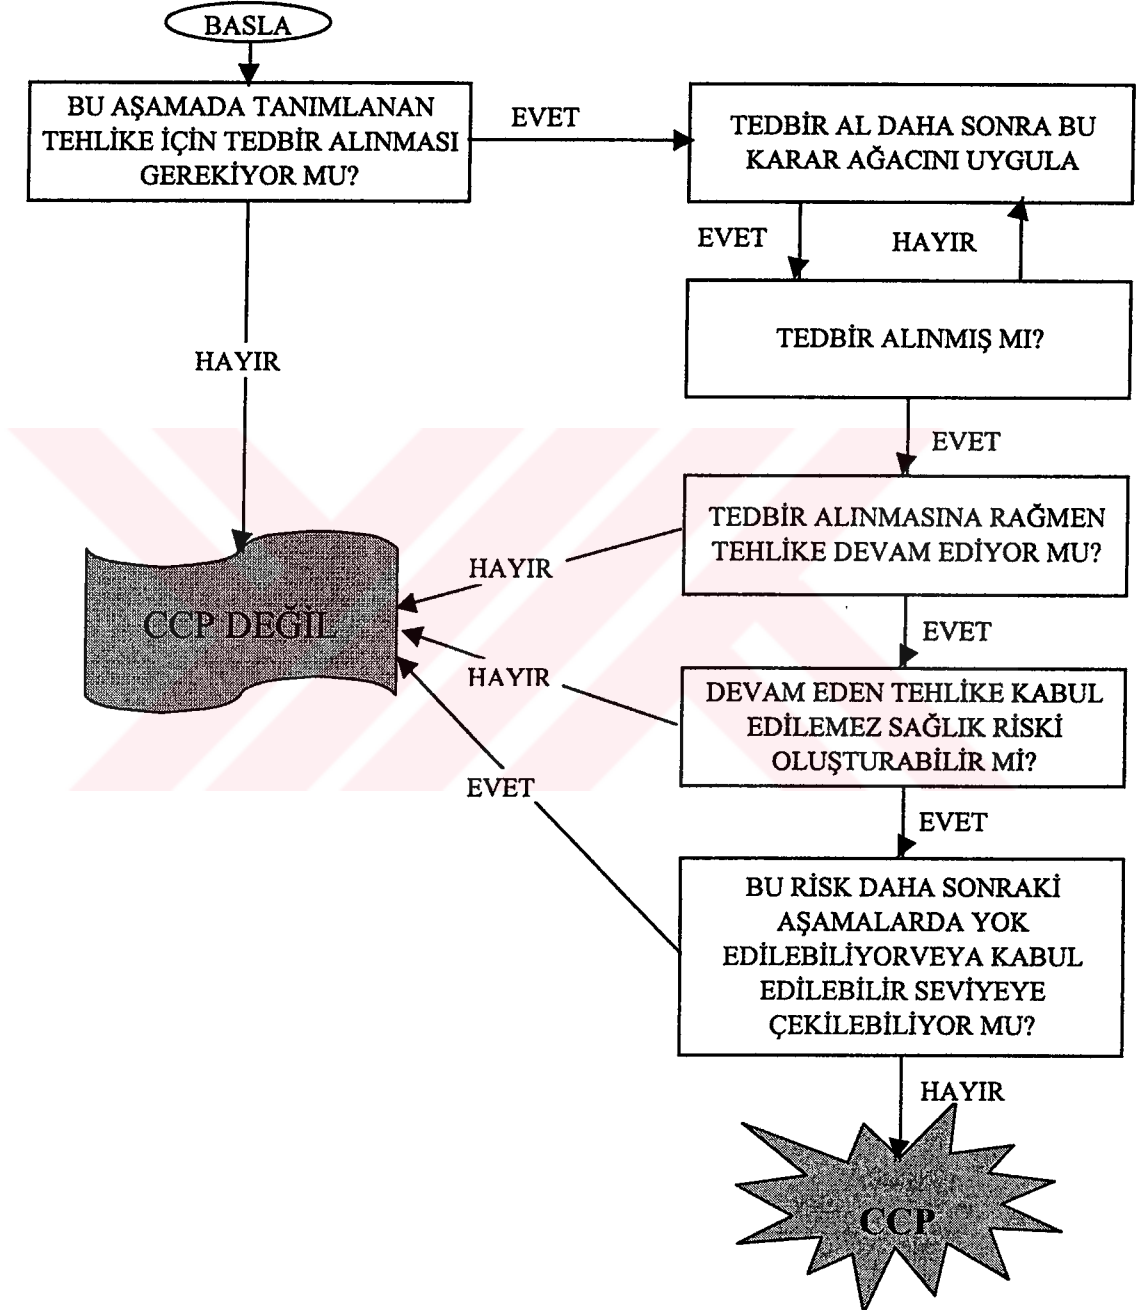 BASLA
BU AŞAMADA TANIMLANAN
TEHLİKE İÇİN TEDBİR ALINMASI
GEREKİYOR MU?
EVET
TEDBİR AL DAHA SONRA BU
KARAR AĞACINI UYGULA
EVET
HAYIR
TEDBİR ALINMIŞ MI?
HAYIR
EVET
TEDBİR ALINMASINA RAĞMEN
TEHLİKE DEVAM EDİYOR MU?
HAYIR
CCP DEĞİL
EVET
HAYIR
DEVAM EDEN TEHLİKE KABUL
EDİLEMEZ SAĞLIK RİSKİ
OLUŞTURABİLİR Mİ?
EVET
EVET
BU RİSK DAHA SONRAKİ
AŞAMALARDA YOK
EDİLEBİLİYORVEYA KABUL
EDİLEBİLİR SEVİYEYE
ÇEKİLEBİLİYOR MU?
HAYIR
CCP